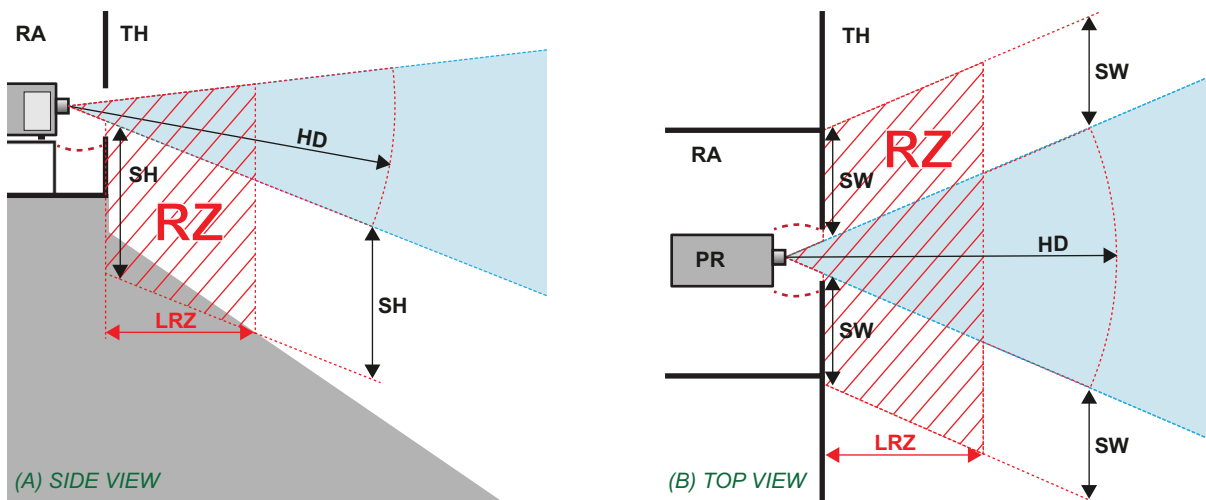 RA
TH
HD
SH
RZ
SH
LRZ
(A) SIDE VIEW
TH
SW
RA
RZ
SW
PR
HD
SW
LRZ
SW
(B) TOP VIEW